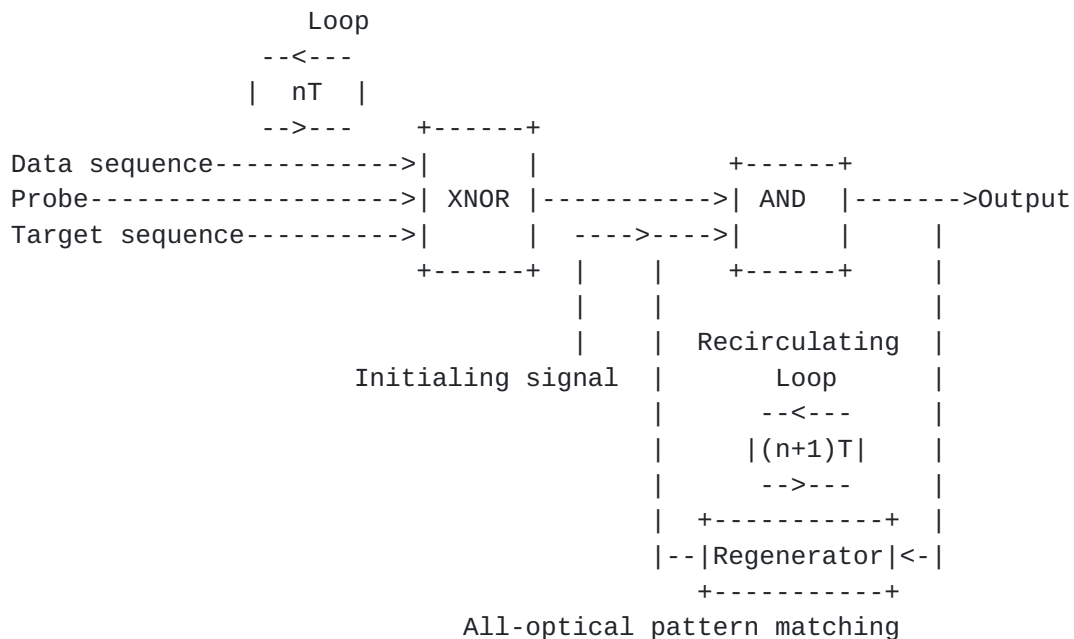 Loop
                --<---
               |  nT  |
                -->---    +------+
Data sequence------------>|      |            +------+
Probe-------------------->| XNOR |----------->| AND  |------->Output
Target sequence---------->|      |  ---->---->|      |     |
                          +------+  |    |    +------+     |
                                    |    |                 |
                                    |    |  Recirculating  |
                      Initialing signal  |       Loop      |
                                         |      --<---     |
                                         |     |(n+1)T|    |
                                         |      -->---     |
                                         |  +-----------+  |
                                         |--|Regenerator|<-|
                                            +-----------+
                             All-optical pattern matching